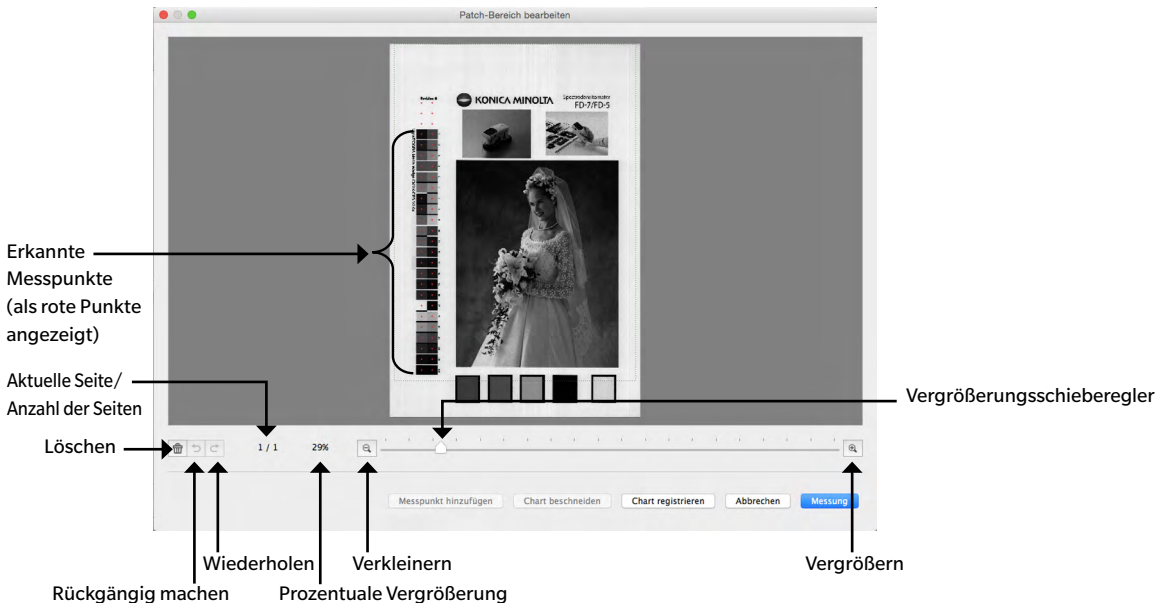 Patch-Bereich bearbeiten
KONICA MINOLTA
Spectrodensitometer
FD-7/FD-5
Erkannte
Messpunkte
(als rote Punkte
angezeigt)
Aktuelle Seite/
Anzahl der Seiten
Vergrößerungsschieberegler
Löschen
1 / 1
29%
Messpunkt hinzufügen
Chart beschneiden
Chart registrieren
Abbrechen
Messung
Wiederholen
Verkleinern
Vergrößern
Rückgängig machen
Prozentuale Vergrößerung